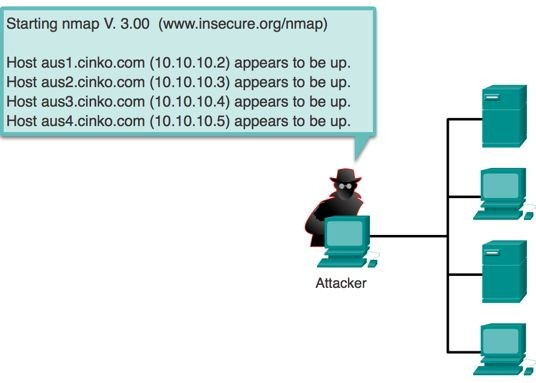 Starting nmap V. 3.00 (www.insecure.org/nmap)
Host aus1.cinko.com (10.10.10.2) appears to be up.
Host aus2.cinko.com (10.10.10.3) appears to be up.
Host aus3.cinko.com (10.10.10.4) appears to be up.
Host aus4.cinko.com (10.10.10.5) appears to be up.
Attacker